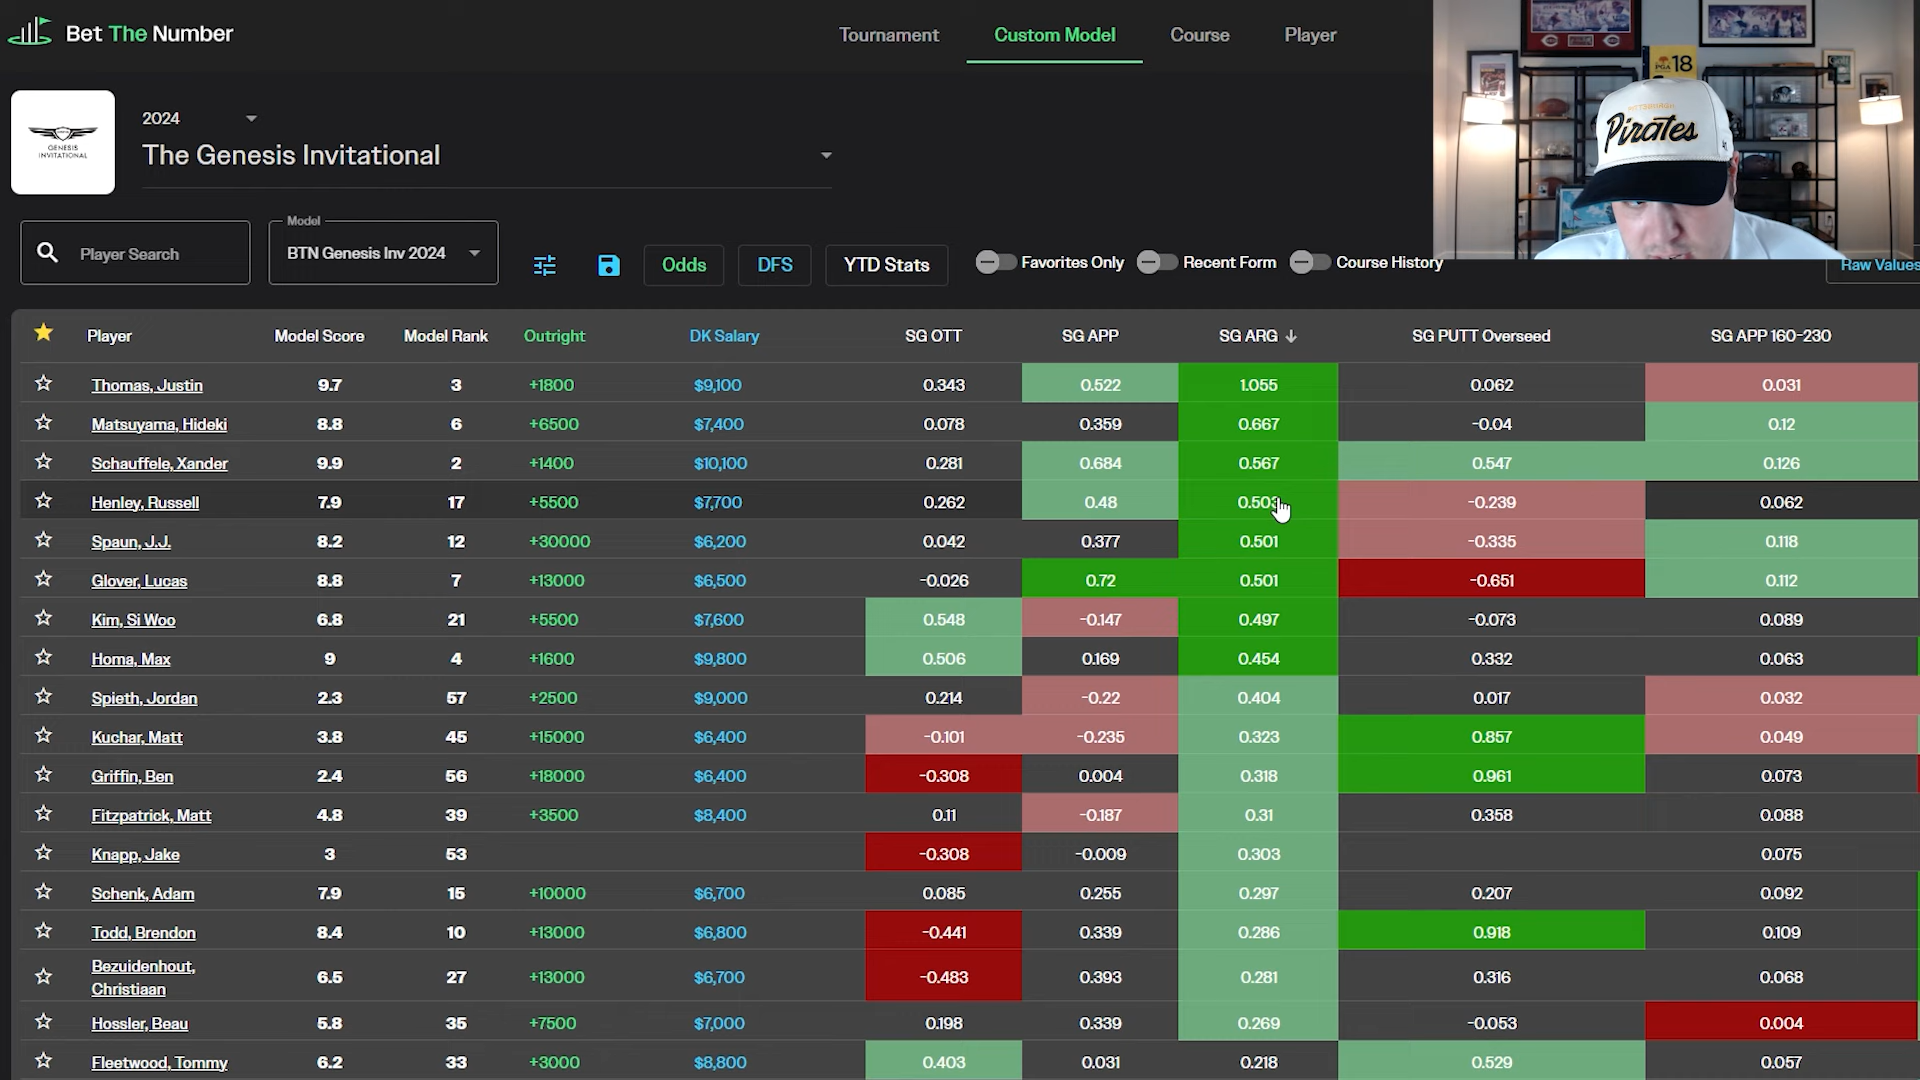 Bet The Number
Tournament Custom Model Course Player
PGA 18
PITTSBURGH
Pirates
GENESIS
INVITATIONAL
2024
The Genesis Invitational
Player Search
Model
BTN Genesis Inv 2024
Odds DFS YTD Stats Favorites Only Recent Form Course History Raw Values
Player Model Score Model Rank Outright DK Salary SG OTT SG APP SG ARG ↓ SG PUTT Overseed SG APP 160-230
Thomas, Justin 9.7 3 +1800 $9,100 0.343 0.522 1.055 0.062 0.031
Matsuyama, Hideki 8.8 6 +6500 $7,400 0.078 0.359 0.667 -0.04 0.12
Schauffele, Xander 9.9 2 +1400 $10,100 0.281 0.684 0.567 0.547 0.126
Henley, Russell 7.9 17 +5500 $7,700 0.262 0.48 0.503 -0.239 0.062
Spaun, J.J. 8.2 12 +30000 $6,200 0.042 0.377 0.501 -0.335 0.118
Glover, Lucas 8.8 7 +13000 $6,500 -0.026 0.72 0.501 -0.651 0.112
Kim, Si Woo 6.8 21 +5500 $7,600 0.548 -0.147 0.497 -0.073 0.089
Homa, Max 9 4 +1600 $9,800 0.506 0.169 0.454 0.332 0.063
Spieth, Jordan 2.3 57 +2500 $9,000 0.214 -0.22 0.404 0.017 0.032
Kuchar, Matt 3.8 45 +15000 $6,400 -0.101 -0.235 0.323 0.857 0.049
Griffin, Ben 2.4 56 +18000 $6,400 -0.308 0.004 0.318 0.961 0.073
Fitzpatrick, Matt 4.8 39 +3500 $8,400 0.11 -0.187 0.31 0.358 0.088
Knapp, Jake 3 53 -0.308 -0.009 0.303 0.075
Schenk, Adam 7.9 15 +10000 $6,700 0.085 0.255 0.297 0.207 0.092
Todd, Brendon 8.4 10 +13000 $6,800 -0.441 0.339 0.286 0.918 0.109
Bezuidenhout,
Christiaan 6.5 27 +13000 $6,700 -0.483 0.393 0.281 0.316 0.068
Hossler, Beau 5.8 35 +7500 $7,000 0.198 0.339 0.269 -0.053 0.004
Fleetwood, Tommy 6.2 33 +3000 $8,800 0.403 0.031 0.218 0.529 0.057